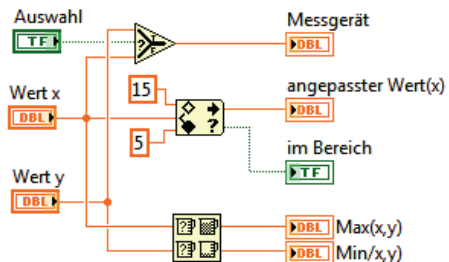 Auswahl
TF
Messgerät
DBL
Wert x
DBL
15
5
angepasster Wert(x)
DBL
im Bereich
TF
Wert y
DBL
DBL Max(x,y)
DBL Min/x,y)